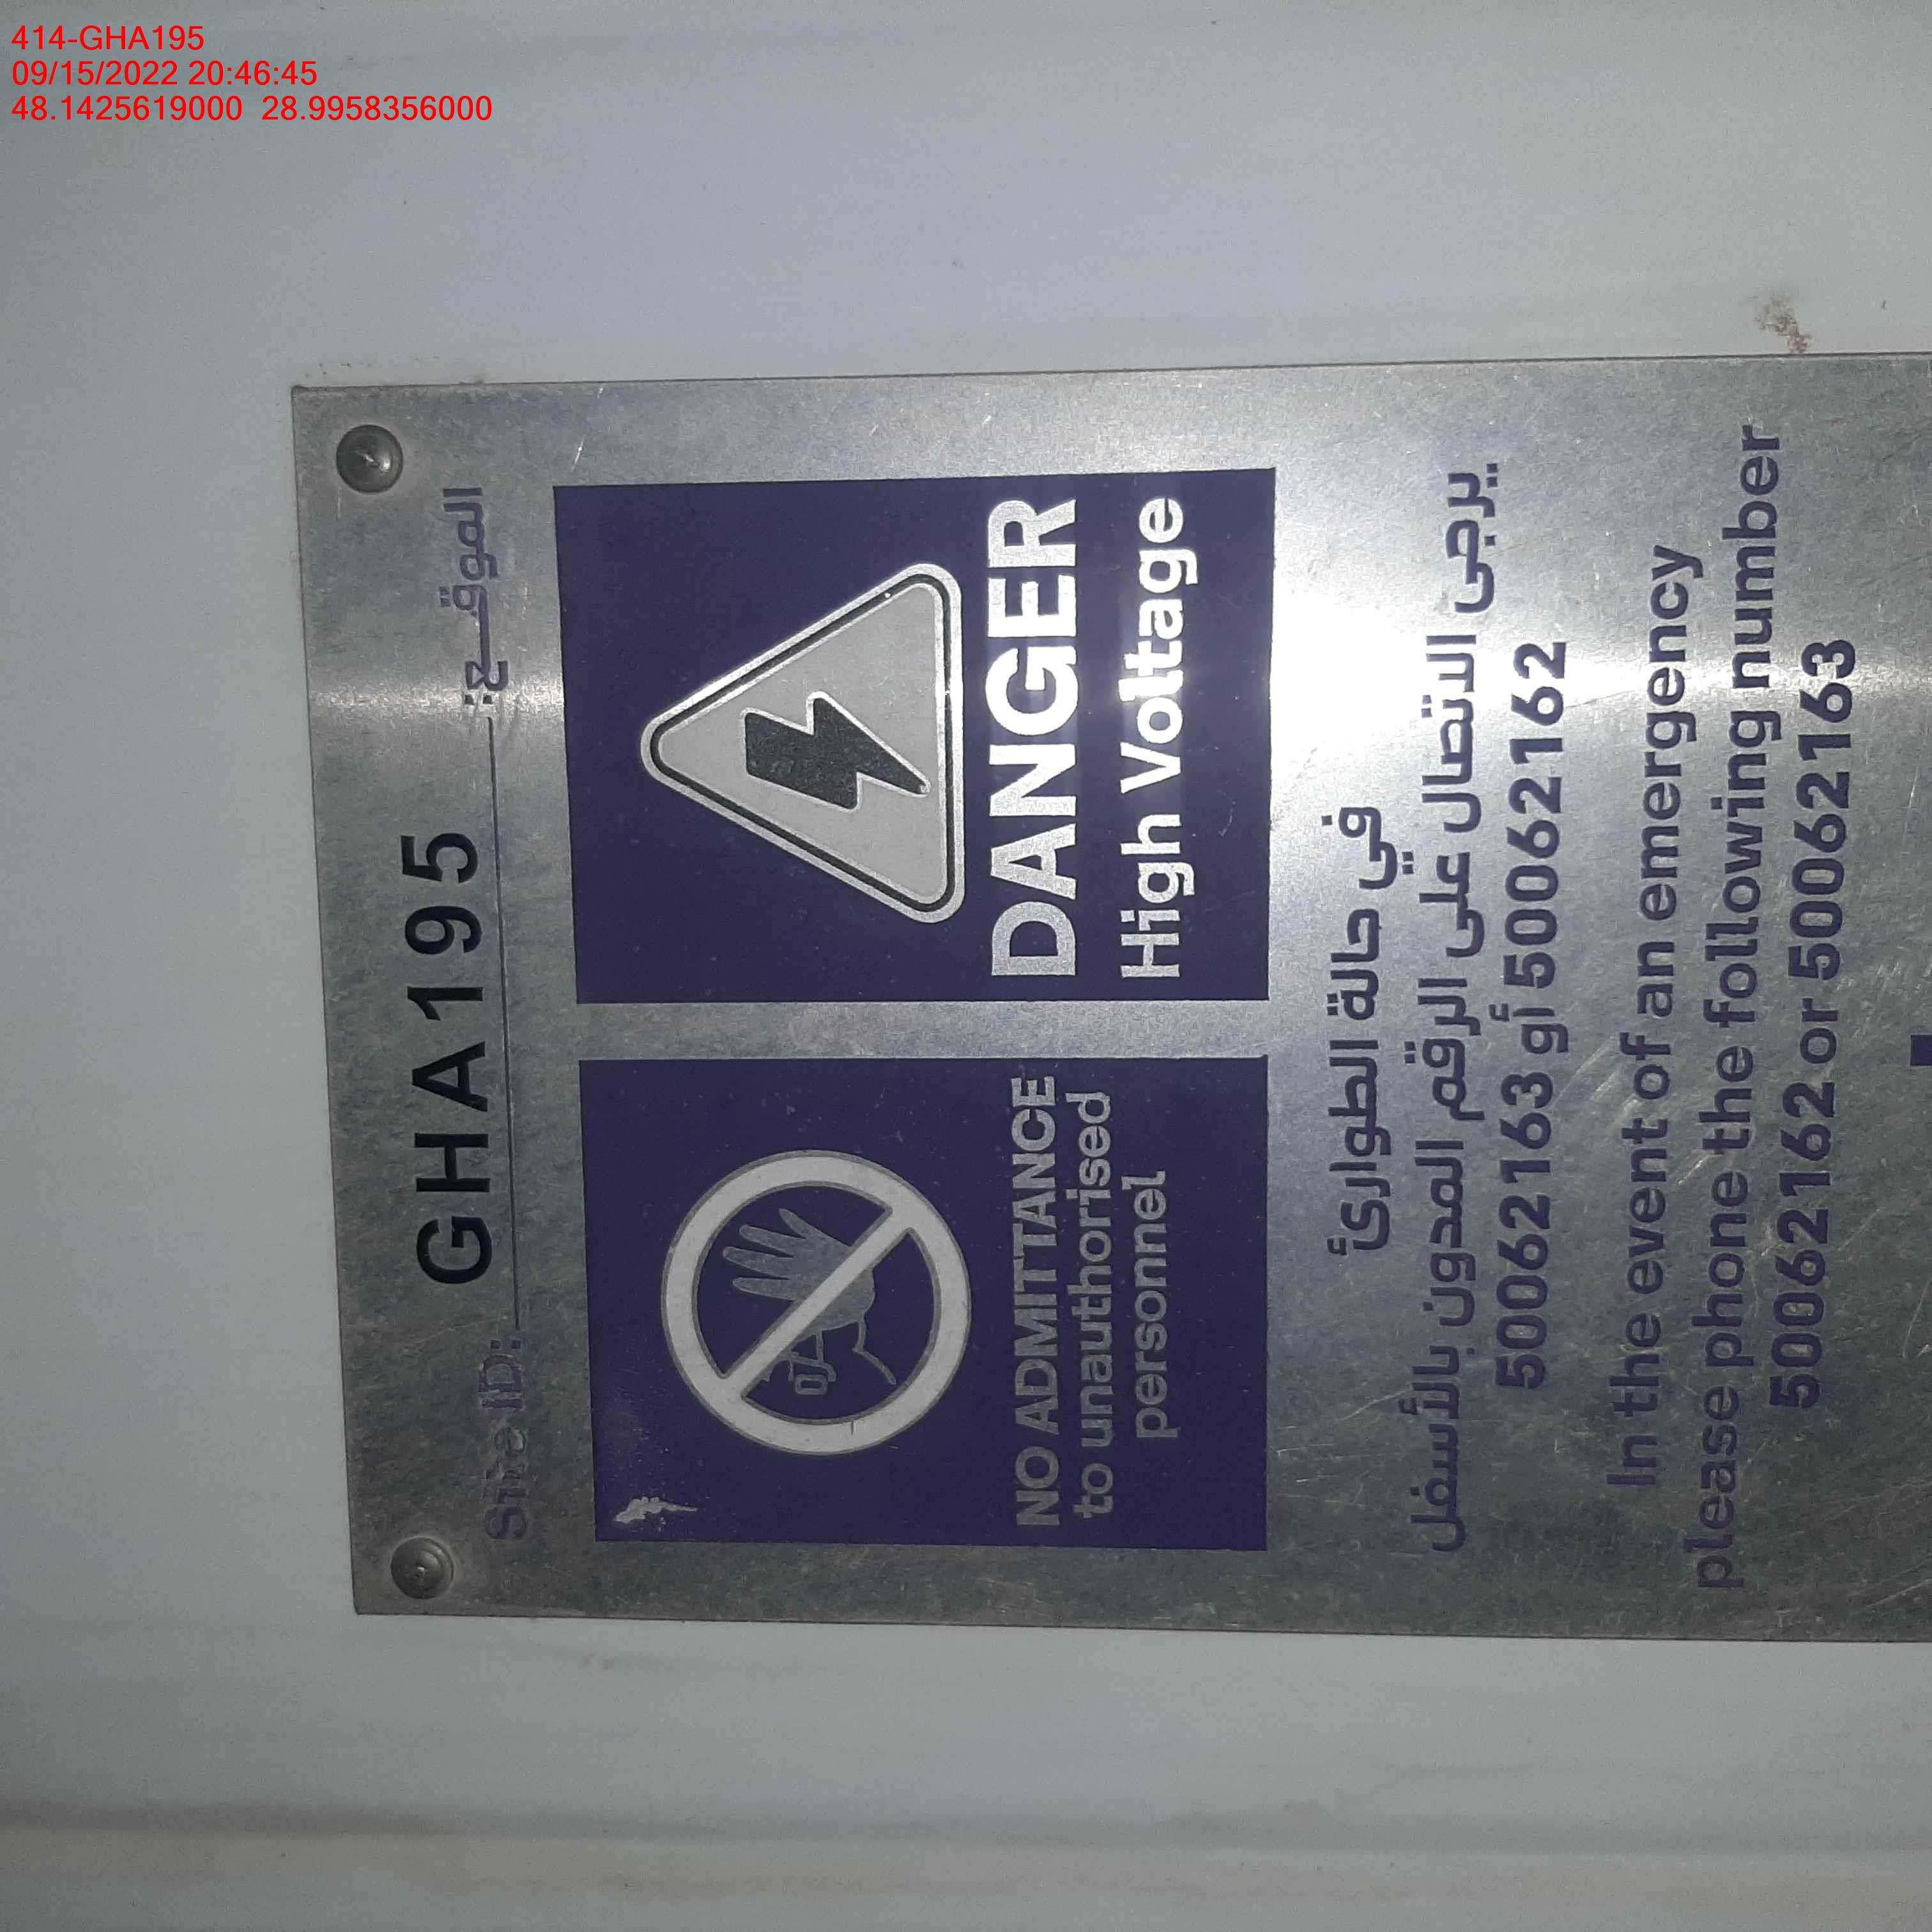 414-GHA195
09/15/2022 20:46:45
48.1425619000 28.9958356000
Site ID: GHA195 الموقع:
NO ADMITTANCE
to unauthorised
personnel
DANGER
High Voltage
في حالة الطوارئ
يرجى الاتصال على الرقم المدون بالأسفل
50062163 أو 50062162
In the event of an emergency
please phone the following number
50062162 or 50062163